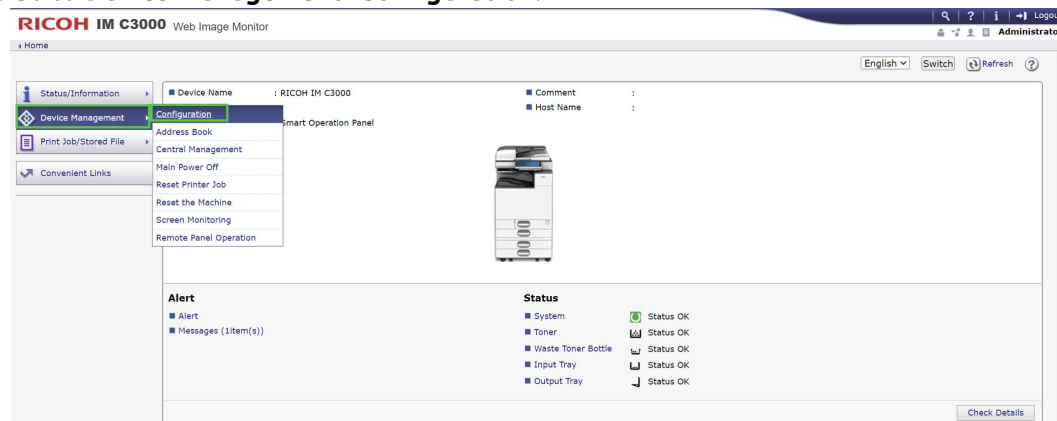 RICOH IM C3000 Web Image Monitor
? i Logou
Administrato
Home
English Switch Refresh ?
Status/Information
Device Management
Print Job/Stored File
Convenient Links
Configuration
Address Book
Central Management
Main Power Off
Reset Printer Job
Reset the Machine
Screen Monitoring
Remote Panel Operation
Device Name : RICOH IM C3000
Smart Operation Panel
Comment :
Host Name :
Alert
Alert
Messages (1item(s))
Status
System Status OK
Toner Status OK
Waste Toner Bottle Status OK
Input Tray Status OK
Output Tray Status OK
Check Details